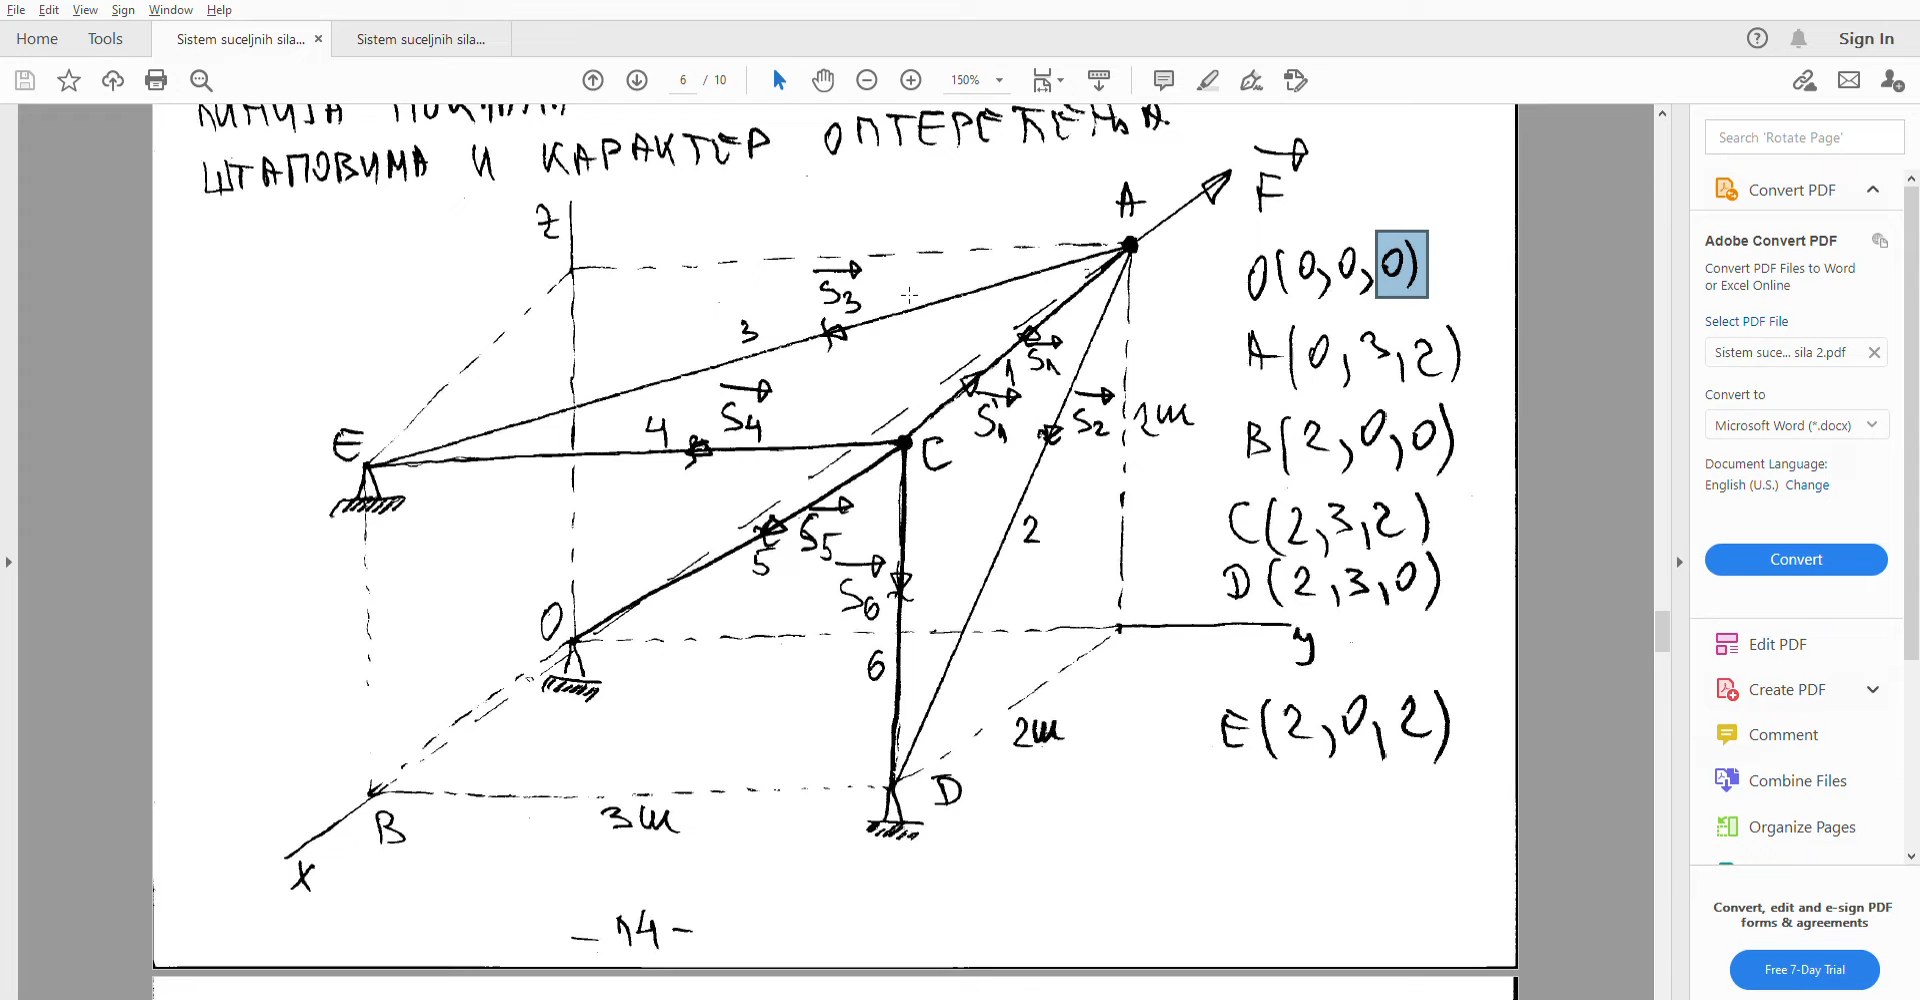 File Edit View Sign Window Help
Home Tools Sistem suceljnih sila... × Sistem suceljnih sila...
Sign In
6 / 10
150%
ШТАПОВИМА И КАРАКТЕР ОПТЕРЕЋЕЊА
Z
A
F
O(0,0,0)
S3
3
A(0,3,2)
S1
1
S4
4
S1'
S2
2m
E
B(2,0,0)
C
C(2,3,2)
2
S5
5
S6
D(2,3,0)
O
6
y
2m
E(2,0,2)
D
B
3m
X
- 14 -
Search 'Rotate Page'
Convert PDF
Adobe Convert PDF
Convert PDF Files to Word
or Excel Online
Select PDF File
Sistem suce... sila 2.pdf ×
Convert to
Microsoft Word (*.docx)
Document Language:
English (U.S.) Change
Convert
Edit PDF
Create PDF
Comment
Combine Files
Organize Pages
Convert, edit and e-sign PDF
forms & agreements
Free 7-Day Trial